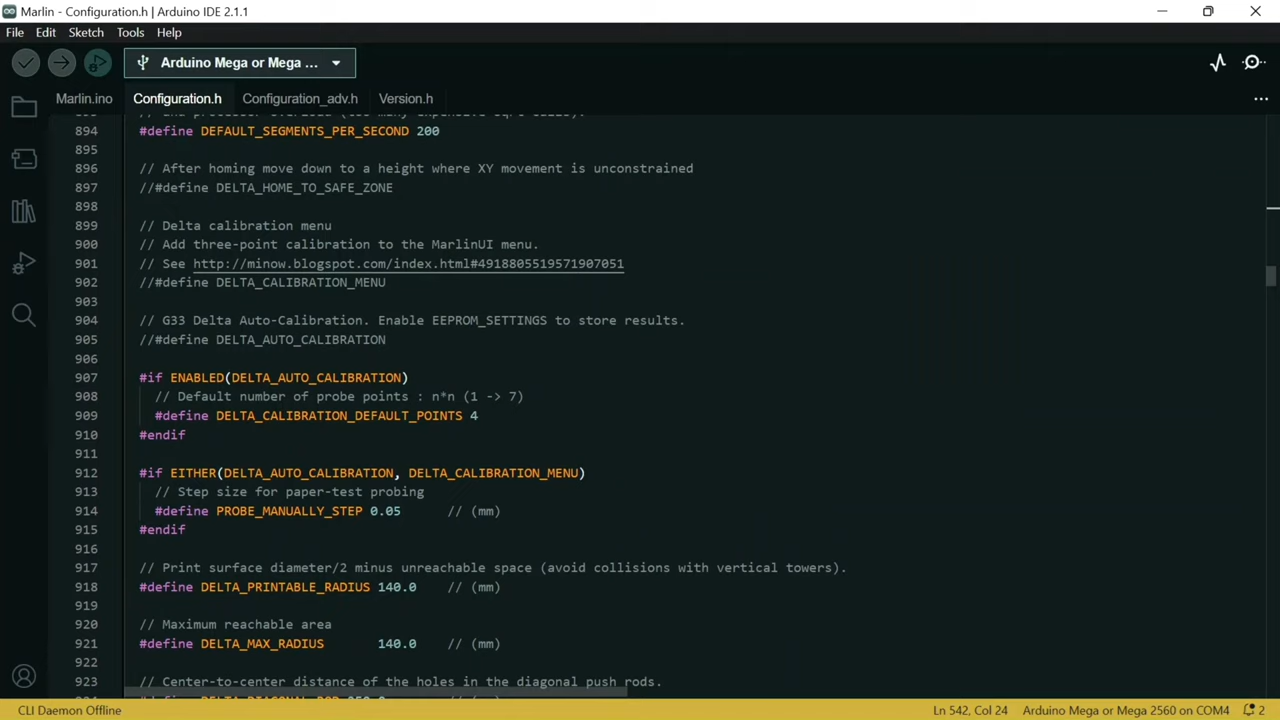 Marlin - Configuration.h | Arduino IDE 2.1.1
File Edit Sketch Tools Help
Arduino Mega or Mega ...
Marlin.ino Configuration.h Configuration_adv.h Version.h
894 #define DEFAULT_SEGMENTS_PER_SECOND 200
895
896 // After homing move down to a height where XY movement is unconstrained
897 //#define DELTA_HOME_TO_SAFE_ZONE
898
899 // Delta calibration menu
900 // Add three-point calibration to the MarlinUI menu.
901 // See http://minow.blogspot.com/index.html#4918805519571907051
902 //#define DELTA_CALIBRATION_MENU
903
904 // G33 Delta Auto-Calibration. Enable EEPROM_SETTINGS to store results.
905 //#define DELTA_AUTO_CALIBRATION
906
907 #if ENABLED(DELTA_AUTO_CALIBRATION)
908 // Default number of probe points : n*n (1 -> 7)
909 #define DELTA_CALIBRATION_DEFAULT_POINTS 4
910 #endif
911
912 #if EITHER(DELTA_AUTO_CALIBRATION, DELTA_CALIBRATION_MENU)
913 // Step size for paper-test probing
914 #define PROBE_MANUALLY_STEP 0.05 // (mm)
915 #endif
916
917 // Print surface diameter/2 minus unreachable space (avoid collisions with vertical towers).
918 #define DELTA_PRINTABLE_RADIUS 140.0 // (mm)
919
920 // Maximum reachable area
921 #define DELTA_MAX_RADIUS 140.0 // (mm)
922
923 // Center-to-center distance of the holes in the diagonal push rods.
CLI Daemon Offline Ln 542, Col 24 Arduino Mega or Mega 2560 on COM4 2